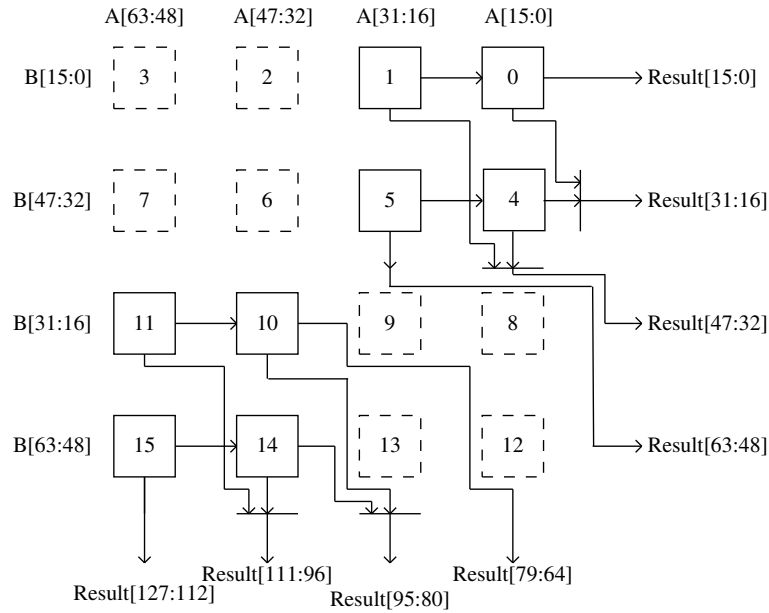 A[63:48] A[47:32] A[31:16] A[15:0]
B[15:0] 3 2 1 0 Result[15:0]
B[47:32] 7 6 5 4 Result[31:16]
B[31:16] 11 10 9 8 Result[47:32]
B[63:48] 15 14 13 12 Result[63:48]
Result[127:112] Result[111:96] Result[95:80] Result[79:64]